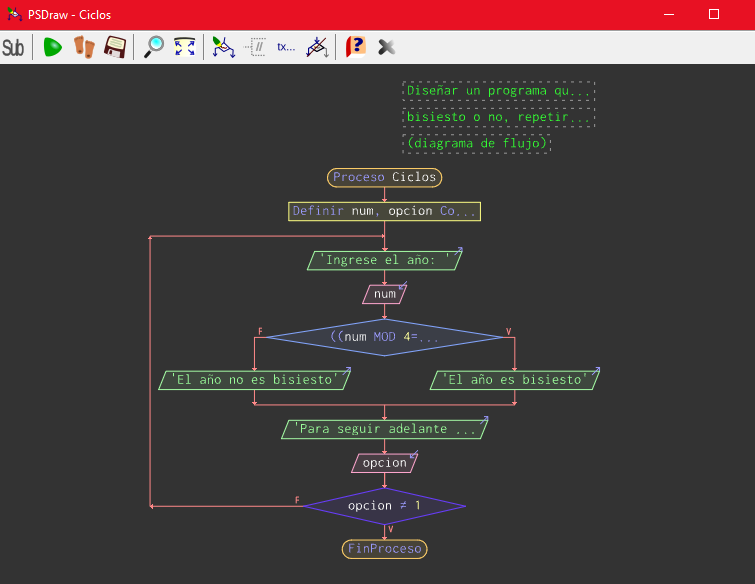 PSDraw - Ciclos
Sub
tx...
Diseñar un programa qu...
bisiesto o no, repetir...
(diagrama de flujo)
Proceso Ciclos
Definir num, opcion Co...
'Ingrese el año: '
num
F
V
((num MOD 4=...
'El año no es bisiesto'
'El año es bisiesto'
'Para seguir adelante ...
opcion
F
opcion ≠ 1
V
FinProceso